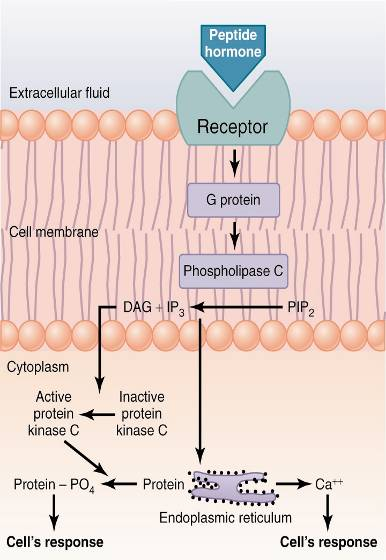 Peptide
hormone
Extracellular fluid
Receptor
G protein
Cell membrane
Phospholipase C
DAG + IP₃
PIP₂
Cytoplasm
Active
protein
kinase C
Inactive
protein
kinase C
Protein – PO₄
Protein
Ca⁺⁺
Endoplasmic reticulum
Cell's response
Cell's response